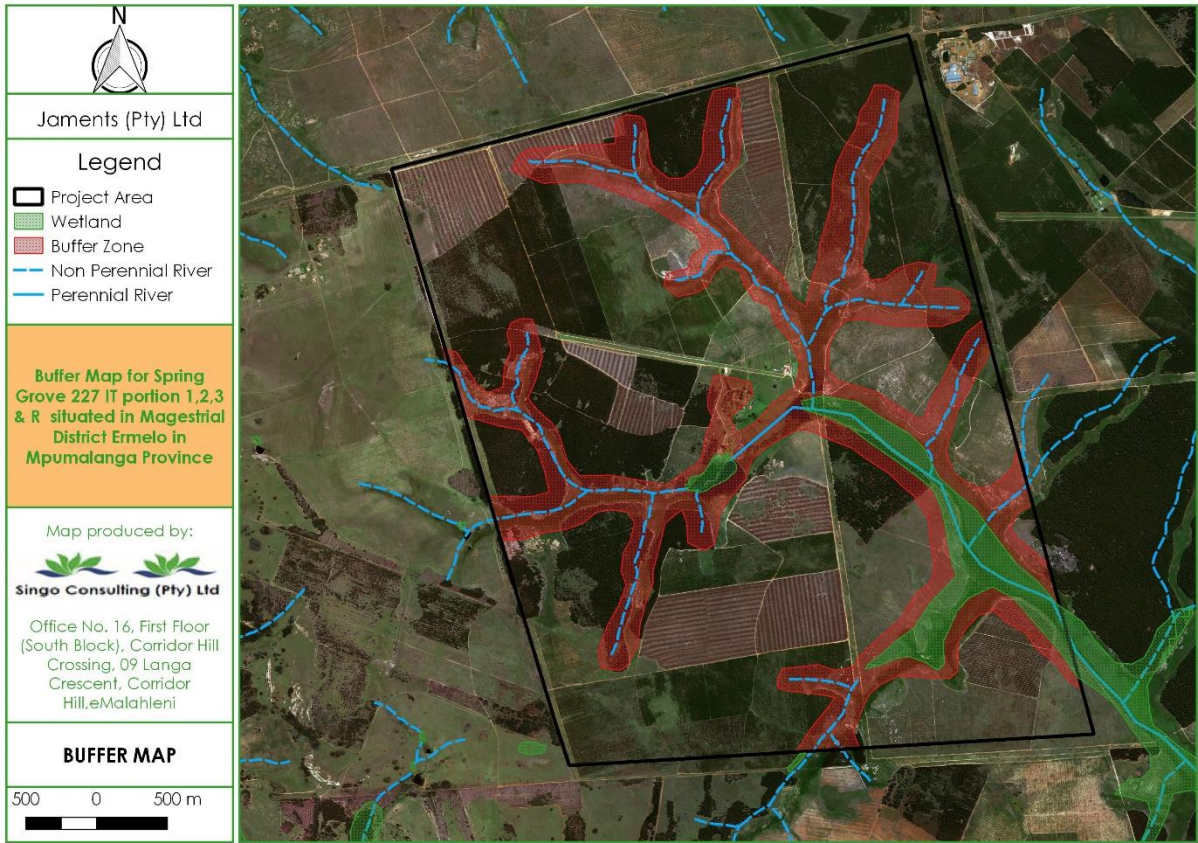 N
Jaments (Pty) Ltd
Legend
Project Area
Wetland
Buffer Zone
Non Perennial River
Perennial River
Buffer Map for Spring
Grove 227 IT portion 1,2,3
& R situated in Magestrial
District Ermelo in
Mpumalanga Province
Map produced by:
Singo Consulting (Pty) Ltd
Office No. 16, First Floor
(South Block), Corridor Hill
Crossing, 09 Langa
Crescent, Corridor
Hill,eMalahleni
BUFFER MAP
500 0 500 m